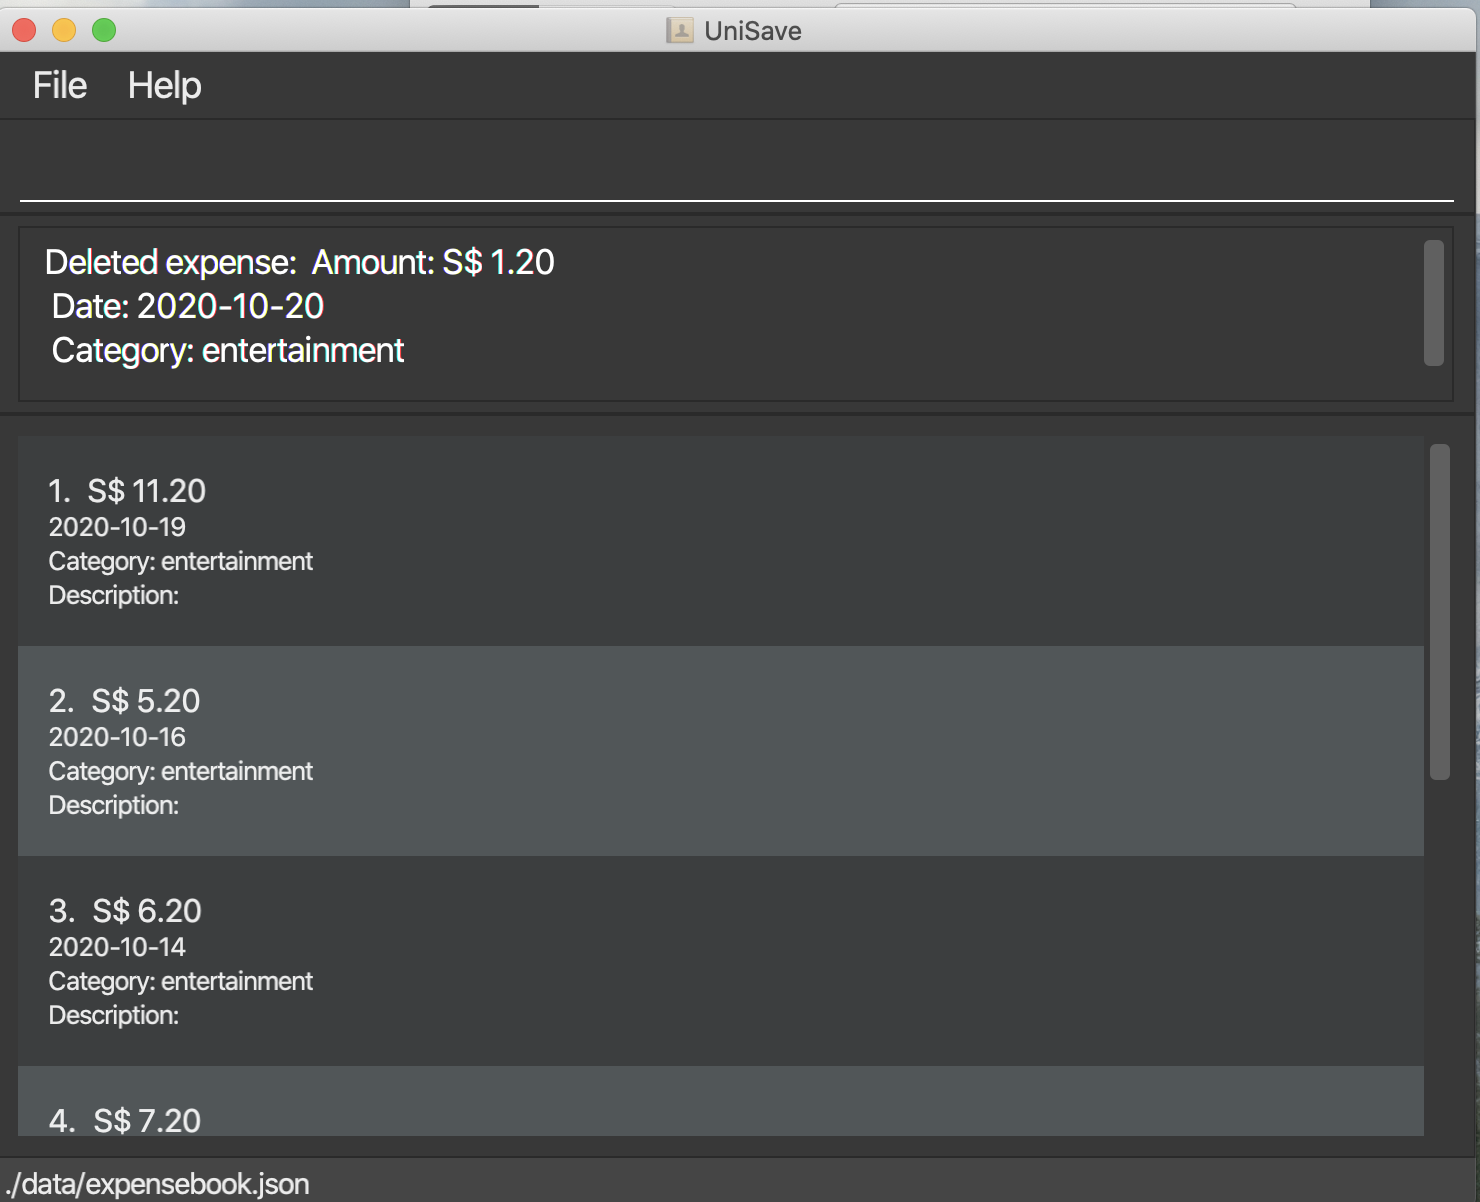 UniSave
File Help
Deleted expense: Amount: S$ 1.20
Date: 2020-10-20
Category: entertainment
1. S$ 11.20
2020-10-19
Category: entertainment
Description:
2. S$ 5.20
2020-10-16
Category: entertainment
Description:
3. S$ 6.20
2020-10-14
Category: entertainment
Description:
4. S$ 7.20
./data/expensebook.json